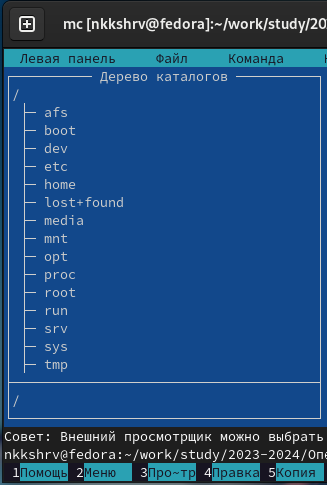 mc [nkkshrv@fedora]:~/work/study/20
Левая панель Файл Команда
Дерево каталогов
/
afs
boot
dev
etc
home
lost+found
media
mnt
opt
proc
root
run
srv
sys
tmp
/
Совет: Внешний просмотрщик можно выбрать
nkkshrv@fedora:~/work/study/2023-2024/Опе
1Помощь 2Меню 3Про~тр 4Правка 5Копия